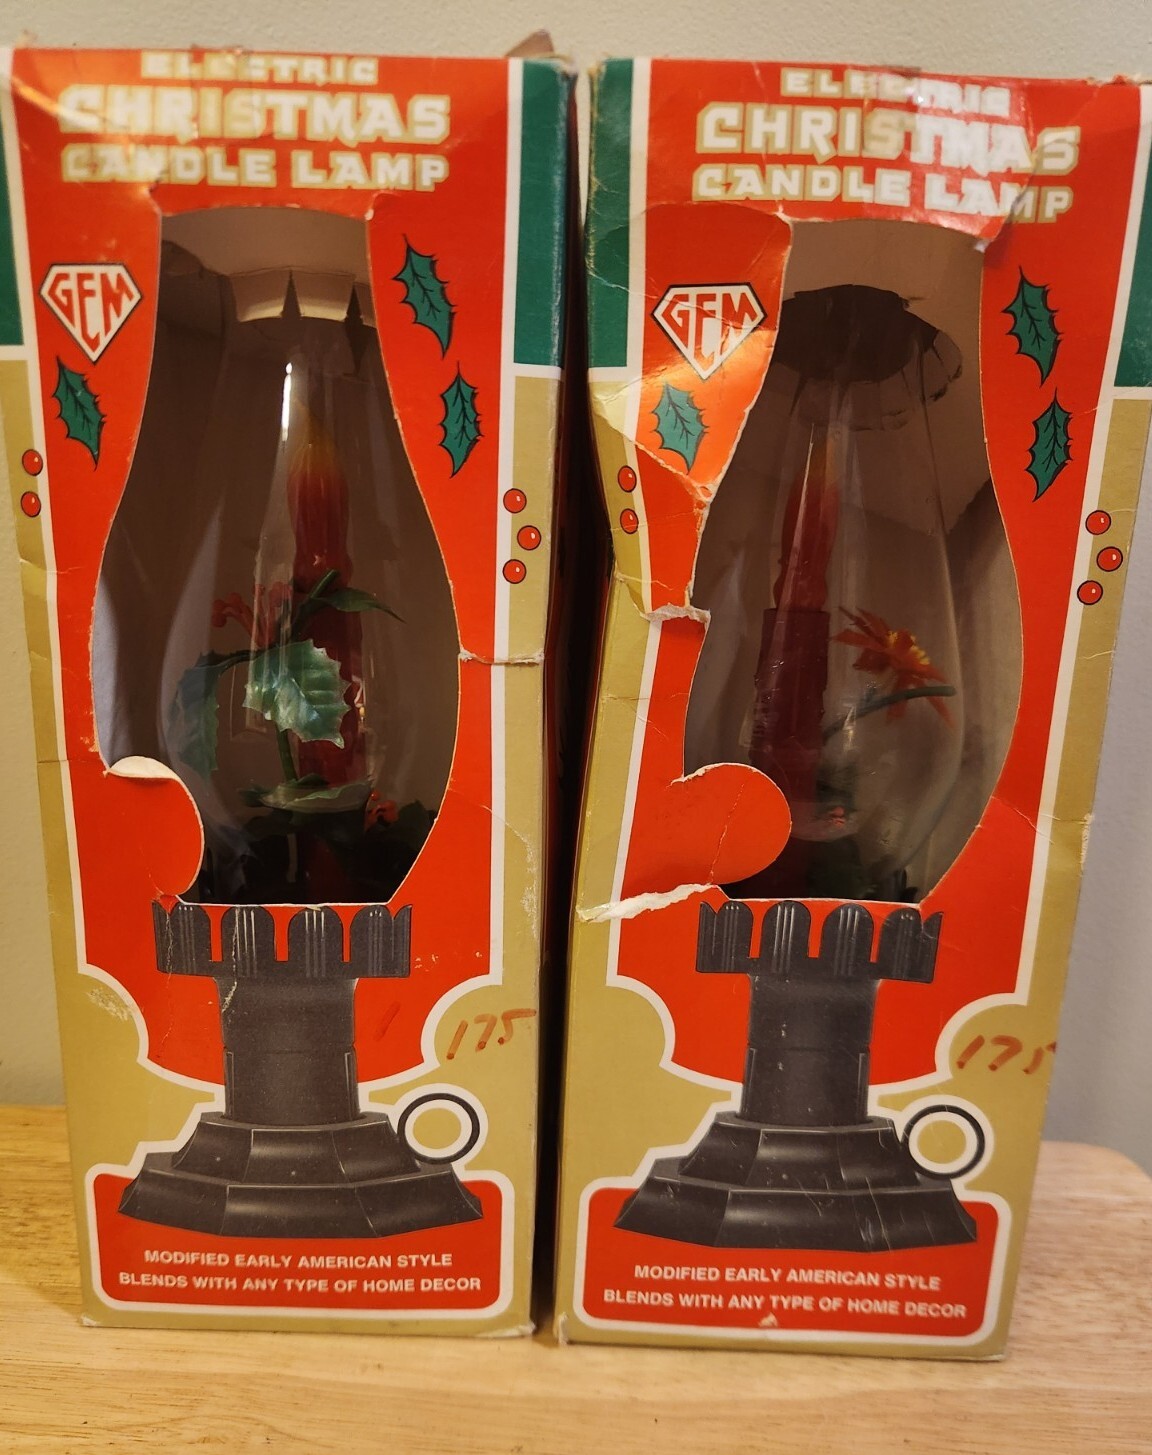 ELECTRIC
CHRISTMAS
CANDLE LAMP
GEM
175
MODIFIED EARLY AMERICAN STYLE
BLENDS WITH ANY TYPE OF HOME DECOR
ELECTRIC
CHRISTMAS
CANDLE LAMP
GEM
175
MODIFIED EARLY AMERICAN STYLE
BLENDS WITH ANY TYPE OF HOME DECOR